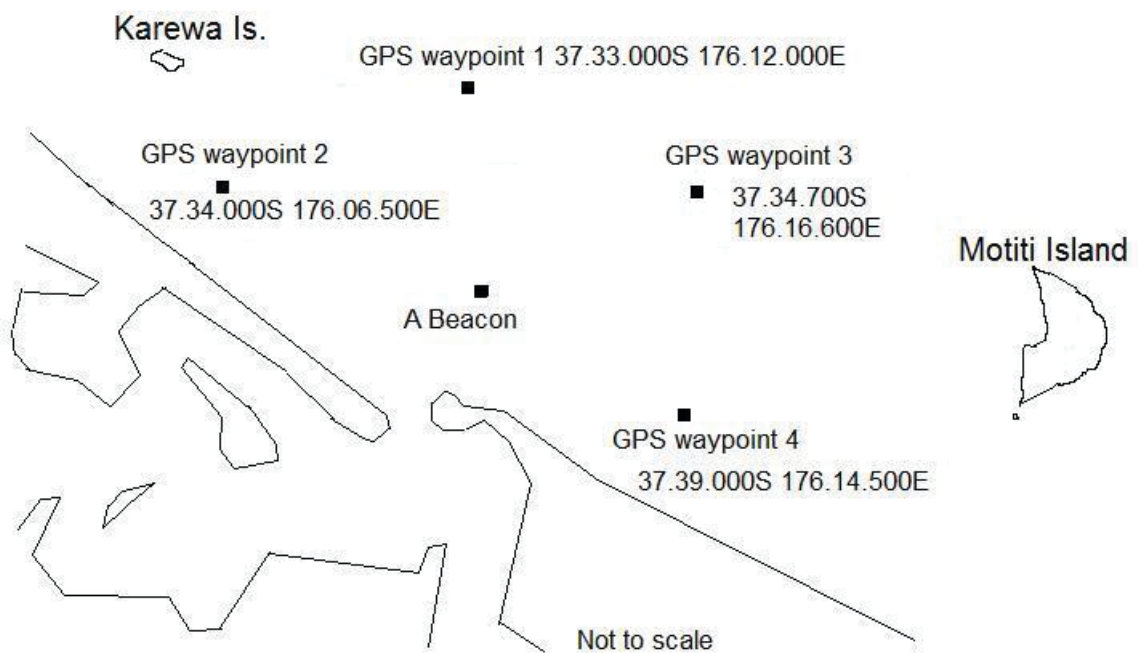 Karewa Is.
GPS waypoint 1 37.33.000S 176.12.000E
GPS waypoint 2
37.34.000S 176.06.500E
GPS waypoint 3
37.34.700S
176.16.600E
Motiti Island
A Beacon
GPS waypoint 4
37.39.000S 176.14.500E
Not to scale